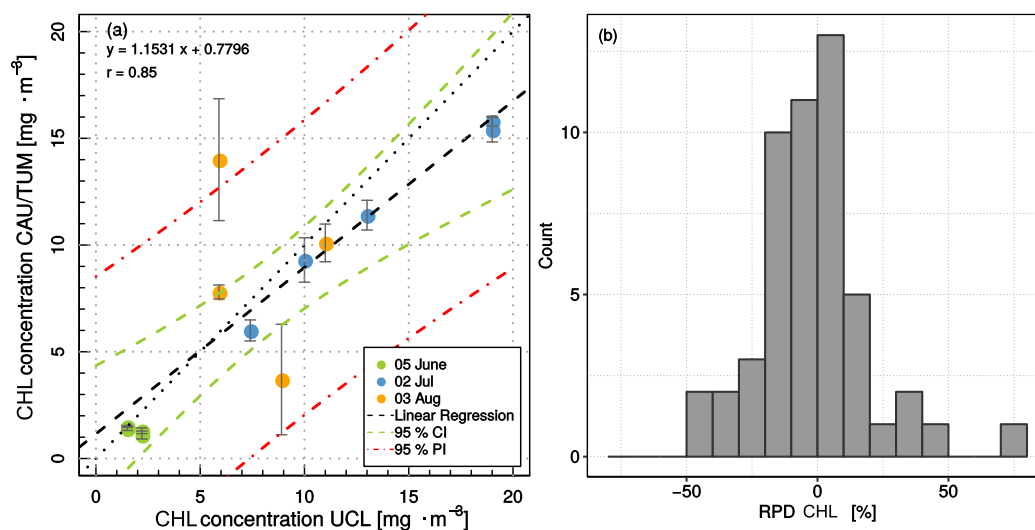 (a)
y = 1.1531 x + 0.7796
r = 0.85
CHL concentration CAU/TUM [mg ·m⁻³]
0
5
10
15
20
05 June
02 Jul
03 Aug
Linear Regression
95 % CI
95 % PI
0 5 10 15 20
CHL concentration UCL [mg ·m⁻³]
(b)
Count
0
5
10
−50 0 50
RPD CHL [%]